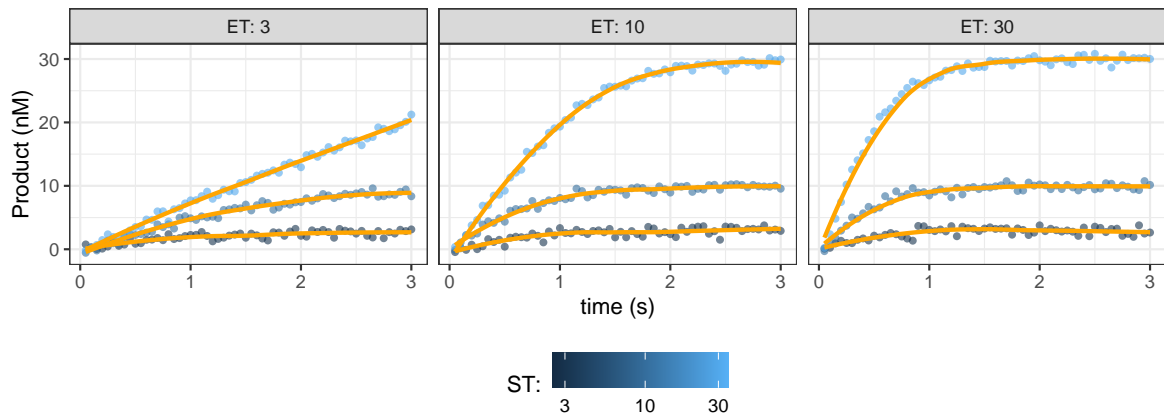 ET: 3
ET: 10
ET: 30
Product (nM)
30
20
10
0
0 1 2 3
0 1 2 3
0 1 2 3
time (s)
ST:
3 10 30